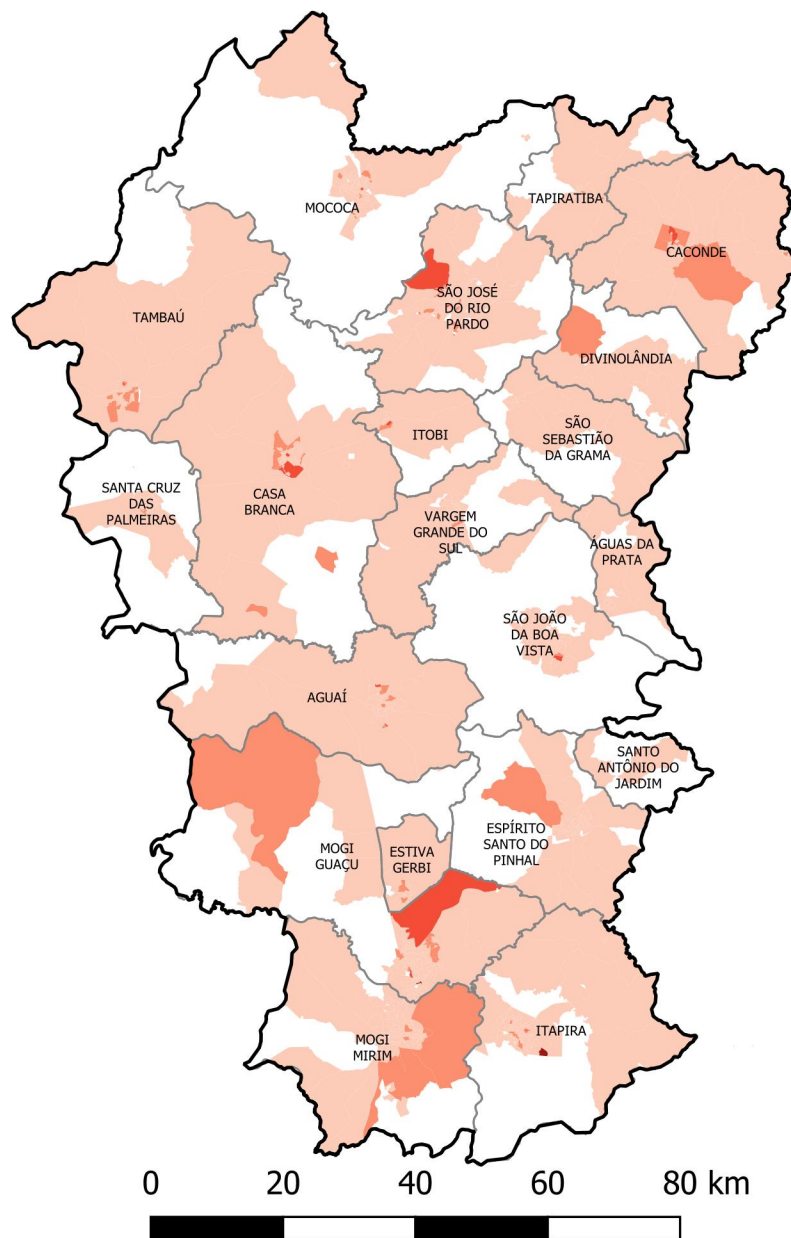 MOCOCA
TAPIRATIBA
CACONDE
SÃO JOSÉ
DO RIO
PARDO
TAMBAÚ
DIVINOLÂNDIA
ITOBI
SÃO
SEBASTIÃO
DA GRAMA
SANTA CRUZ
DAS
PALMEIRAS
CASA
BRANCA
VARGEM
GRANDE DO
SUL
ÁGUAS DA
PRATA
SÃO JOÃO
DA BOA
VISTA
AGUAÍ
SANTO
ANTÔNIO DO
JARDIM
ESPÍRITO
SANTO DO
PINHAL
MOGI
GUAÇU
ESTIVA
GERBI
ITAPIRA
MOGI
MIRIM
0 20 40 60 80 km